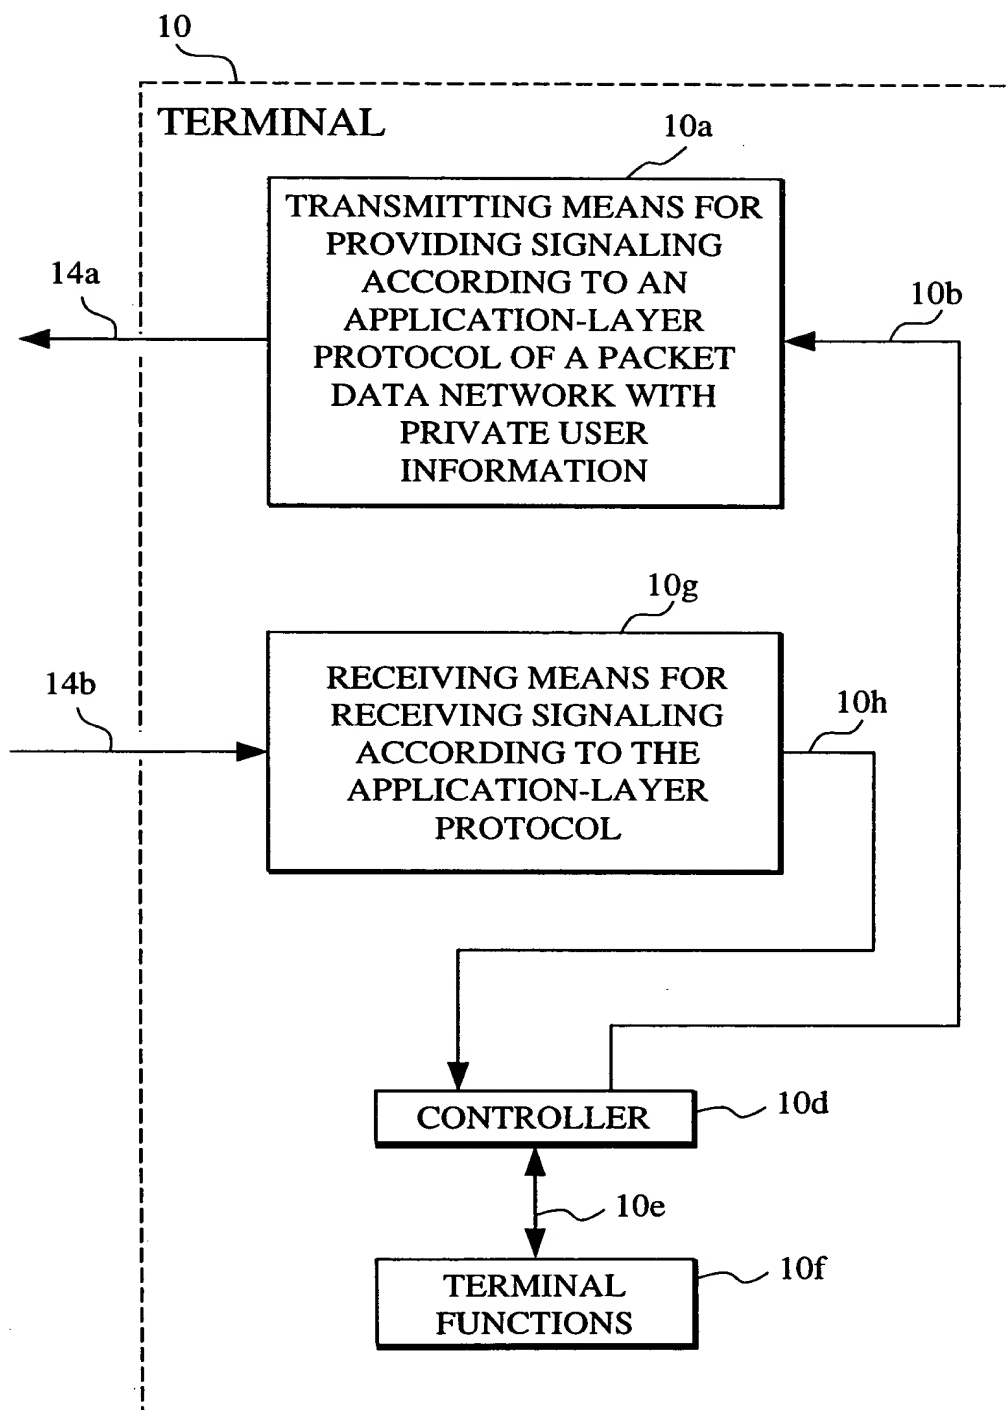 10
TERMINAL
10a
TRANSMITTING MEANS FOR
PROVIDING SIGNALING
ACCORDING TO AN
APPLICATION-LAYER
PROTOCOL OF A PACKET
DATA NETWORK WITH
PRIVATE USER
INFORMATION
14a
10b
10g
RECEIVING MEANS FOR
RECEIVING SIGNALING
ACCORDING TO THE
APPLICATION-LAYER
PROTOCOL
14b
10h
CONTROLLER
10d
10e
TERMINAL
FUNCTIONS
10f